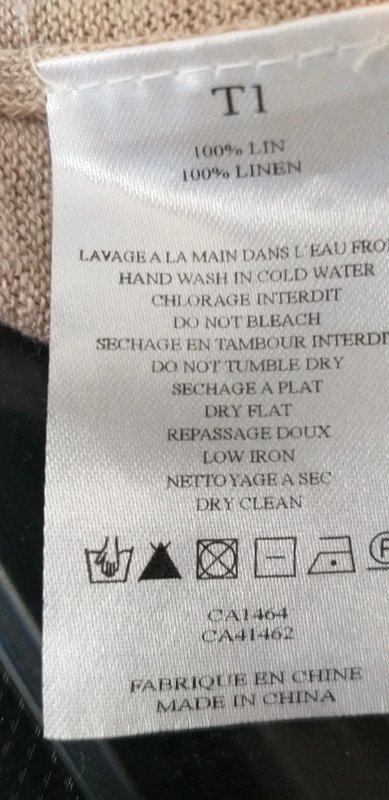 T1
100% LIN
100% LINEN
LAVAGE A LA MAIN DANS L'EAU FRO
HAND WASH IN COLD WATER
CHLORAGE INTERDIT
DO NOT BLEACH
SECHAGE EN TAMBOUR INTERDIT
DO NOT TUMBLE DRY
SECHAGE A PLAT
DRY FLAT
REPASSAGE DOUX
LOW IRON
NETTOYAGE A SEC
DRY CLEAN
P
CA1464
CA41462
FABRIQUE EN CHINE
MADE IN CHINA